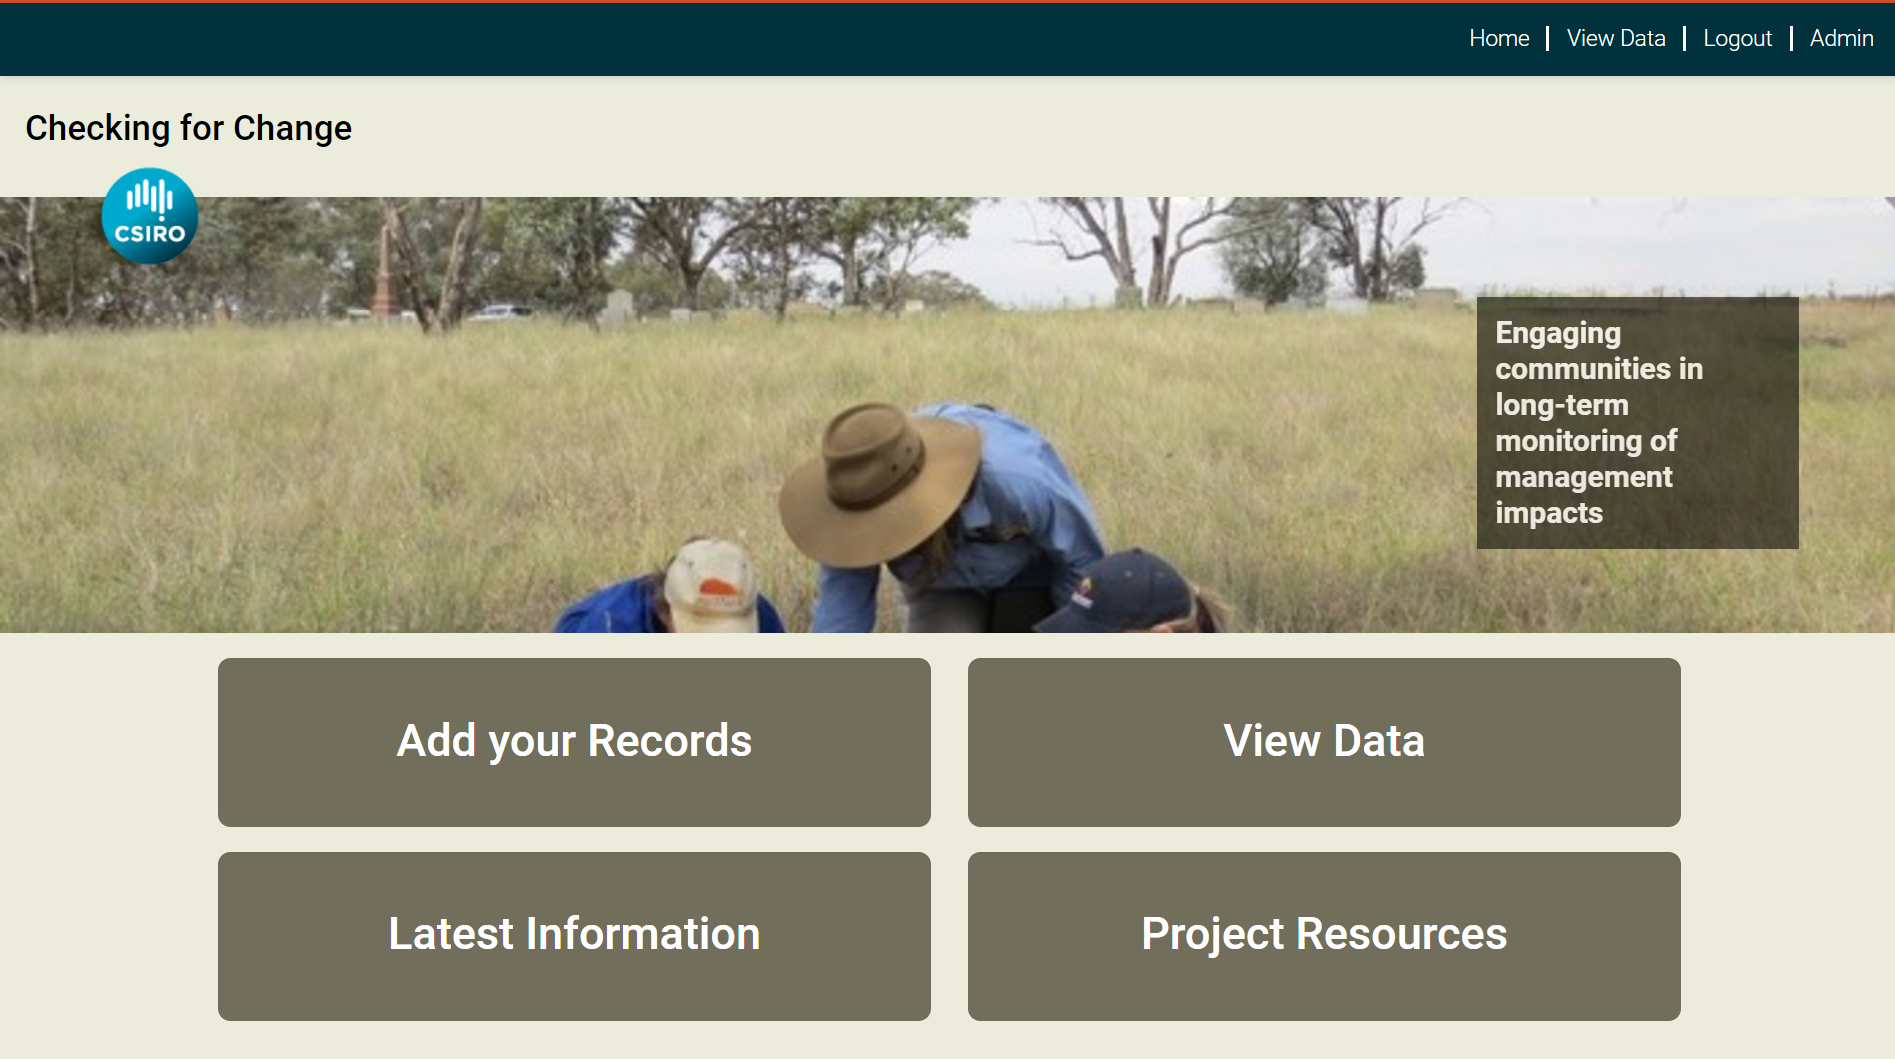 Home
View Data
Logout
Admin
Checking for Change
CSIRO
Engaging
communities in
long-term
monitoring of
management
impacts
Add your Records
View Data
Latest Information
Project Resources